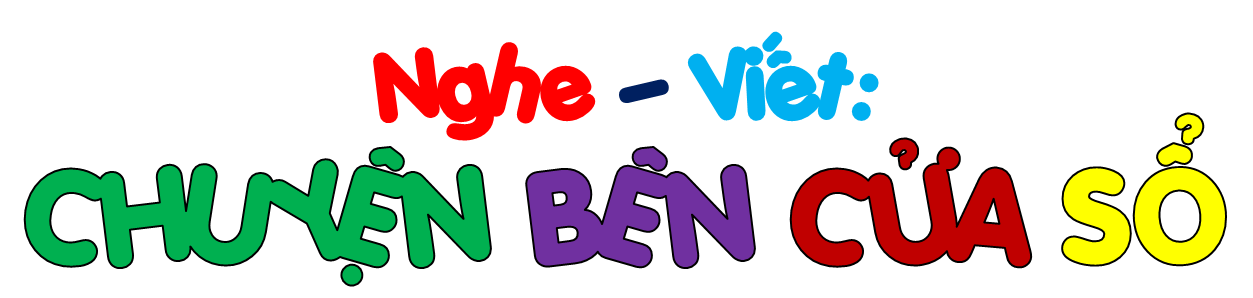 Nghe – Viết:
CHUYỆN BÊN CỬA SỔ